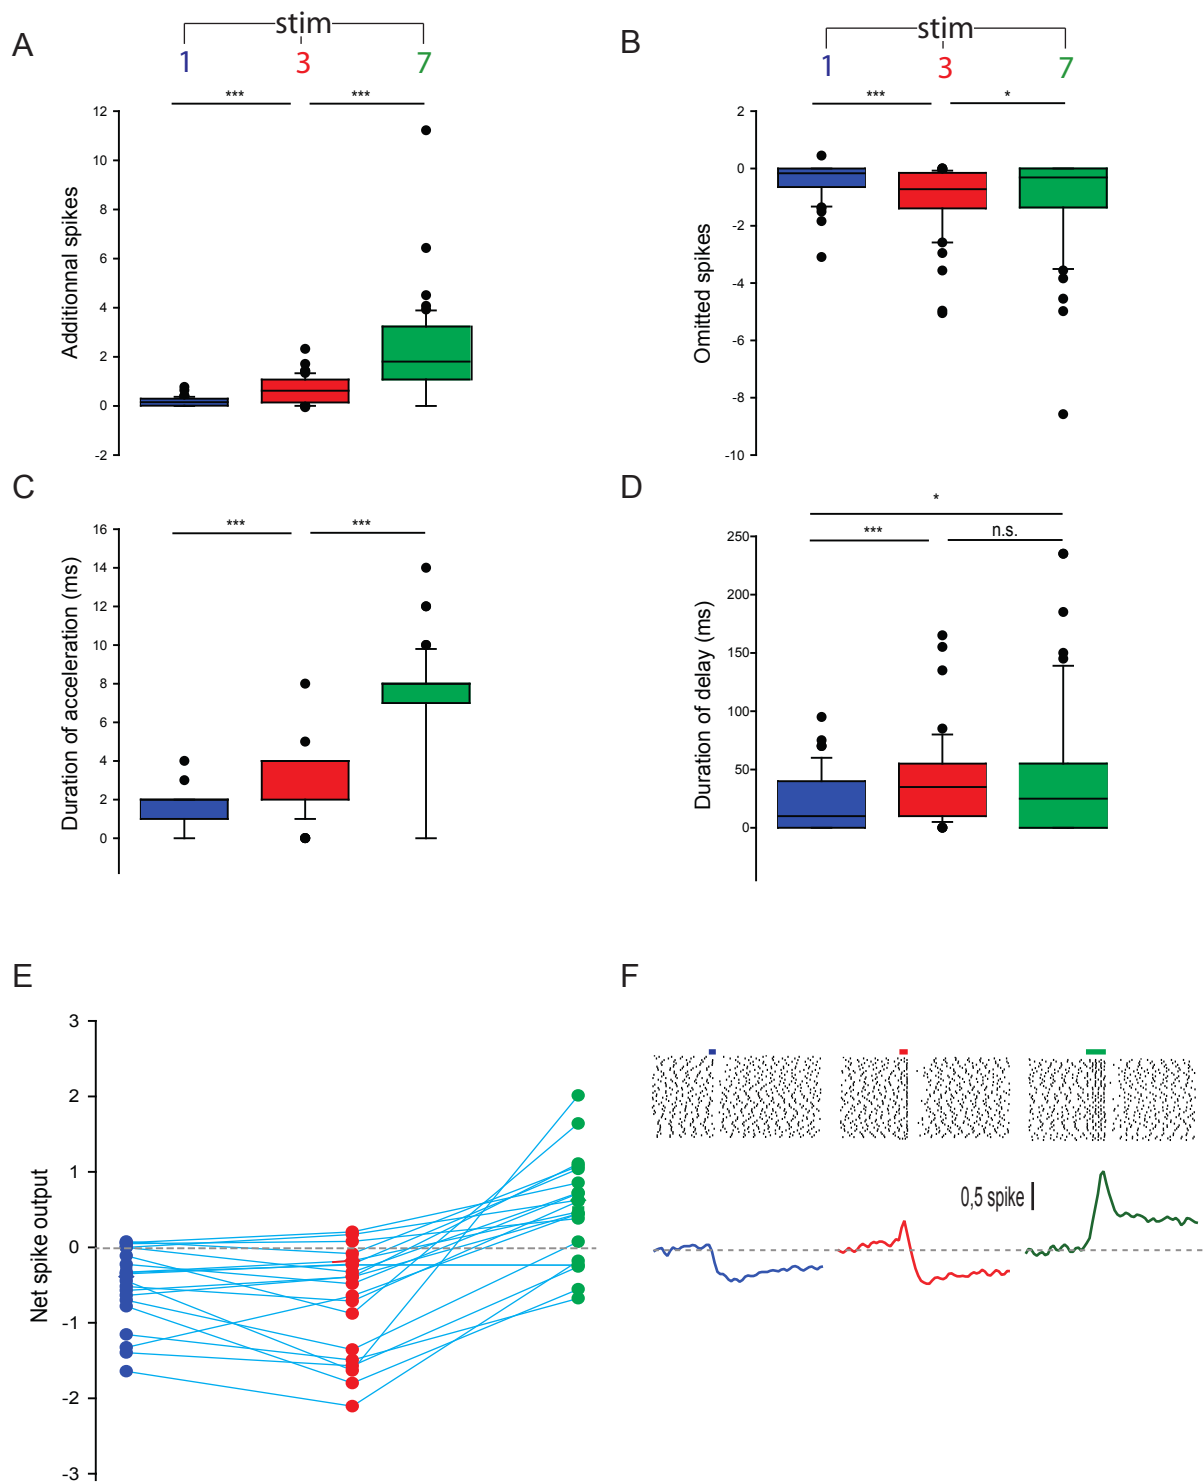 A
stim
1 3 7
*** ***
Additionnal spikes
12
10
8
6
4
2
0
-2
B
stim
1 3 7
*** *
Omitted spikes
2
0
-2
-4
-6
-8
-10
C
*** ***
Duration of acceleration (ms)
16
14
12
10
8
6
4
2
0
D
*
*** n.s.
Duration of delay (ms)
250
200
150
100
50
0
E
Net spike output
3
2
1
0
-1
-2
-3
F
0,5 spike